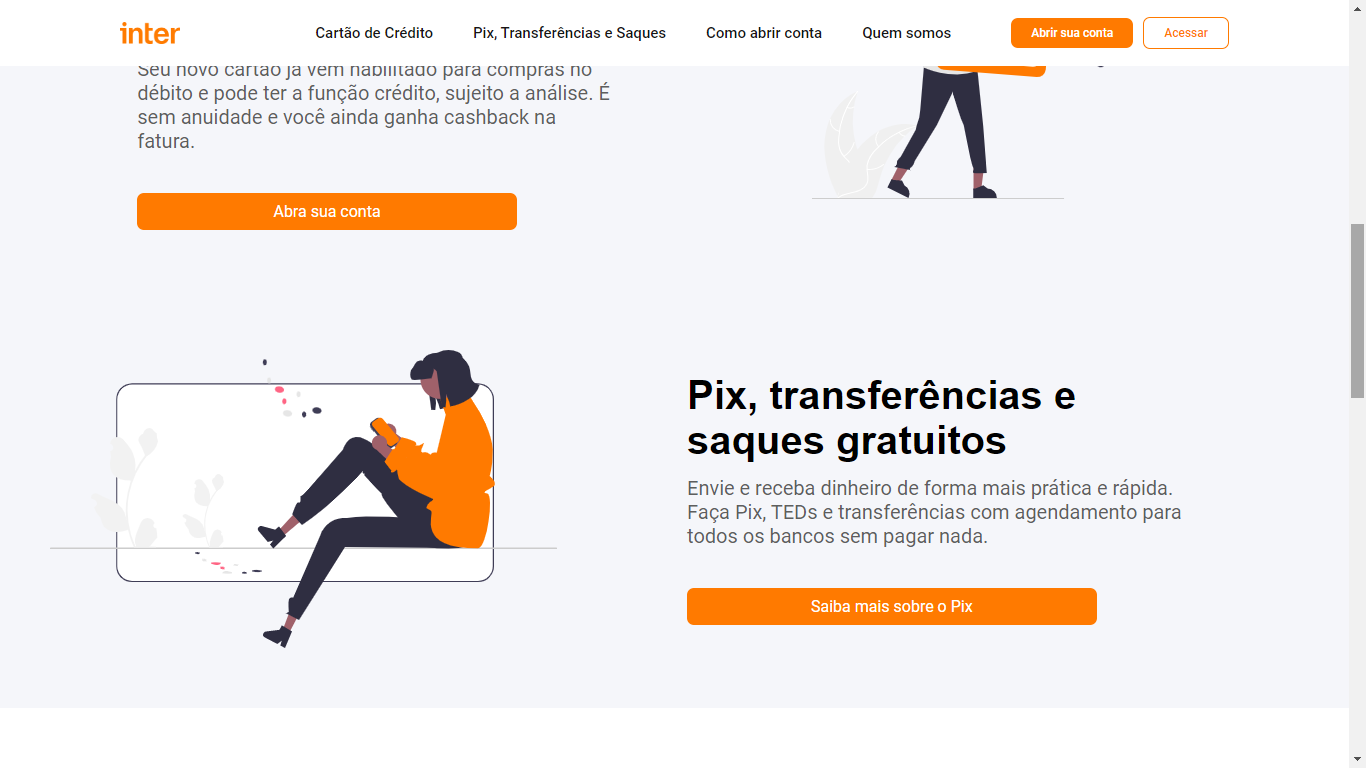 inter
Cartão de Crédito
Pix, Transferências e Saques
Como abrir conta
Quem somos
Abrir sua conta
Acessar
Seu novo cartão já vem habilitado para compras no
débito e pode ter a função crédito, sujeito a análise. É
sem anuidade e você ainda ganha cashback na
fatura.
Abra sua conta
Pix, transferências e
saques gratuitos
Envie e receba dinheiro de forma mais prática e rápida.
Faça Pix, TEDs e transferências com agendamento para
todos os bancos sem pagar nada.
Saiba mais sobre o Pix